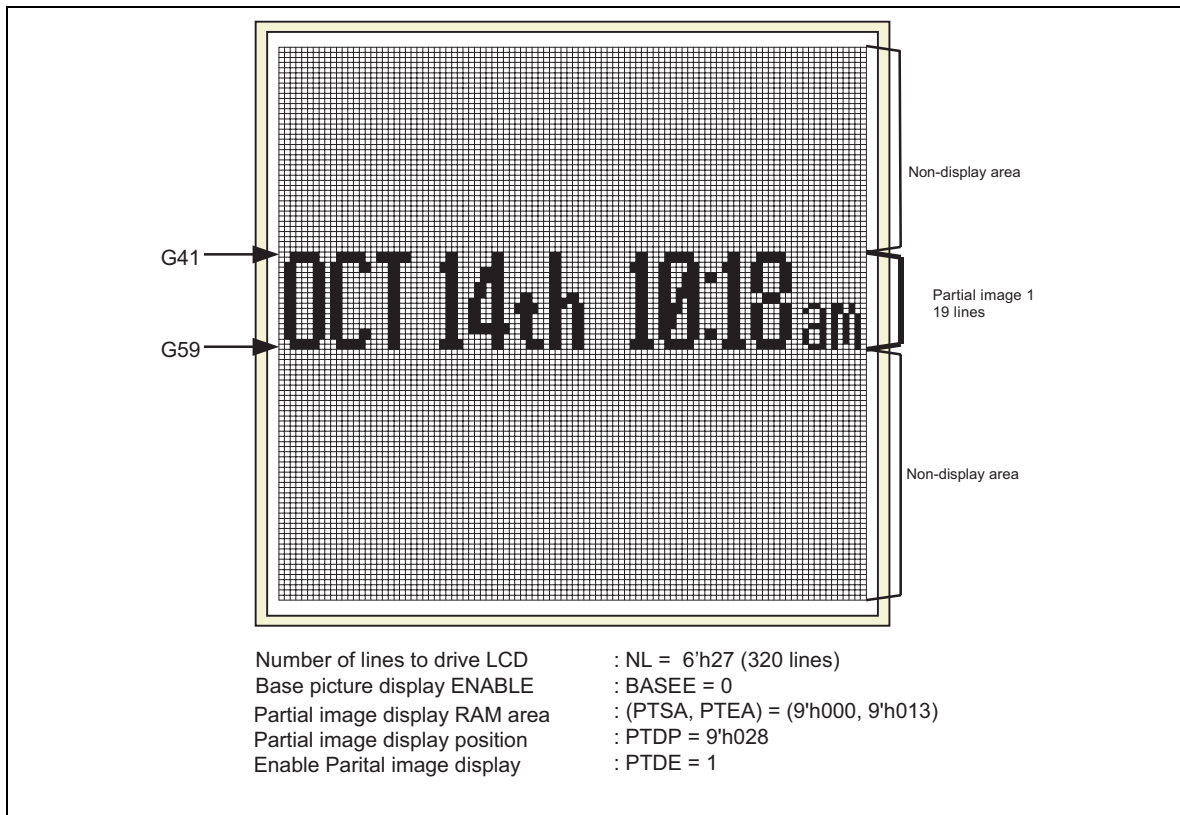 Non-display area
G41
OCT 14th 10:18am
Partial image 1
19 lines
G59
Non-display area
Number of lines to drive LCD : NL = 6'h27 (320 lines)
Base picture display ENABLE : BASEE = 0
Partial image display RAM area : (PTSA, PTEA) = (9'h000, 9'h013)
Partial image display position : PTDP = 9'h028
Enable Parital image display : PTDE = 1